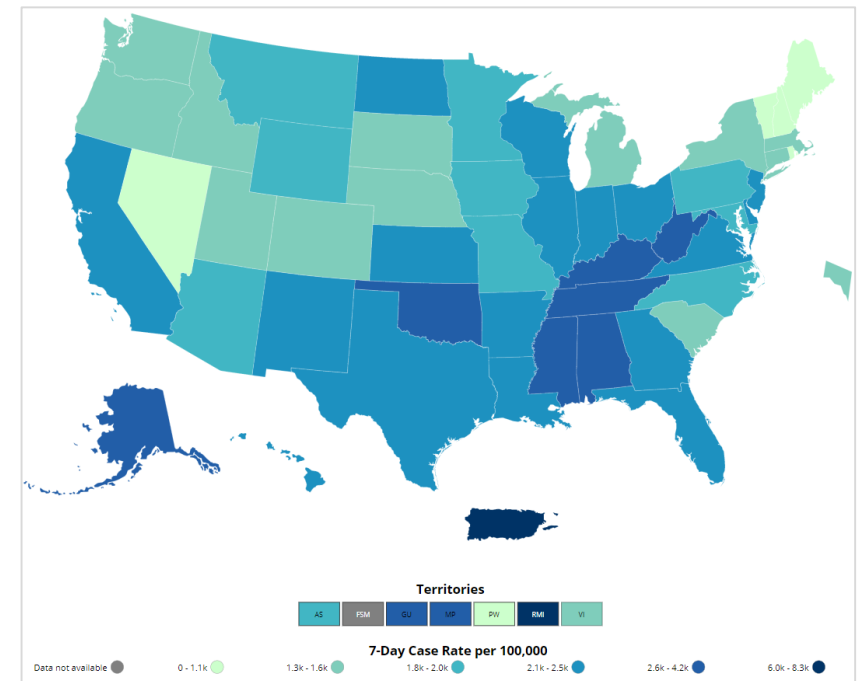 Territories
AS FSM GU MP PW RMI VI
7-Day Case Rate per 100,000
Data not available 0 - 1.1k 1.3k - 1.6k 1.8k - 2.0k 2.1k - 2.5k 2.6k - 4.2k 6.0k - 8.3k